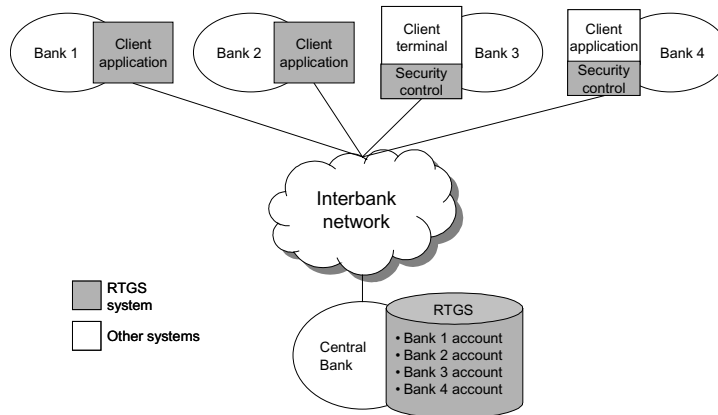 Bank 1
Client
application
Bank 2
Client
application
Client
terminal
Security
control
Bank 3
Client
application
Security
control
Bank 4
Interbank
network
RTGS
system
Other systems
Central
Bank
RTGS
• Bank 1 account
• Bank 2 account
• Bank 3 account
• Bank 4 account